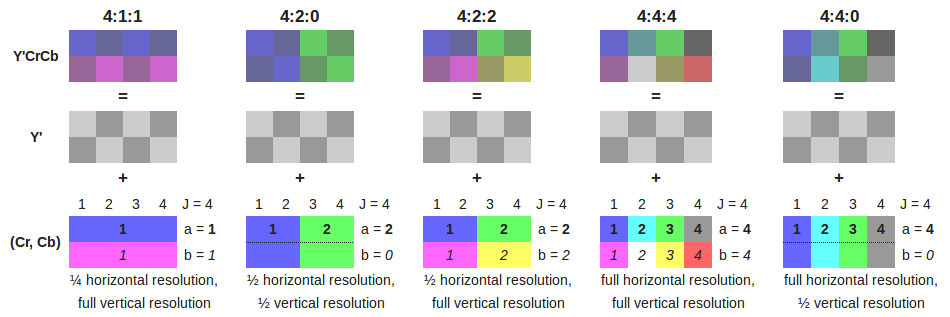 4:1:1 4:2:0 4:2:2 4:4:4 4:4:0
Y'CrCb
= = = = =
Y'
+ + + + +
1 2 3 4 J = 4 1 2 3 4 J = 4 1 2 3 4 J = 4 1 2 3 4 J = 4 1 2 3 4 J = 4
(Cr, Cb)
1 a = 1 1 2 a = 2 1 2 a = 2 1 2 3 4 a = 4 1 2 3 4 a = 4
1 b = 1 b = 0 1 2 b = 2 1 2 3 4 b = 4 b = 0
¼ horizontal resolution, ½ horizontal resolution, ½ horizontal resolution, full horizontal resolution, full horizontal resolution,
full vertical resolution ½ vertical resolution full vertical resolution full vertical resolution ½ vertical resolution